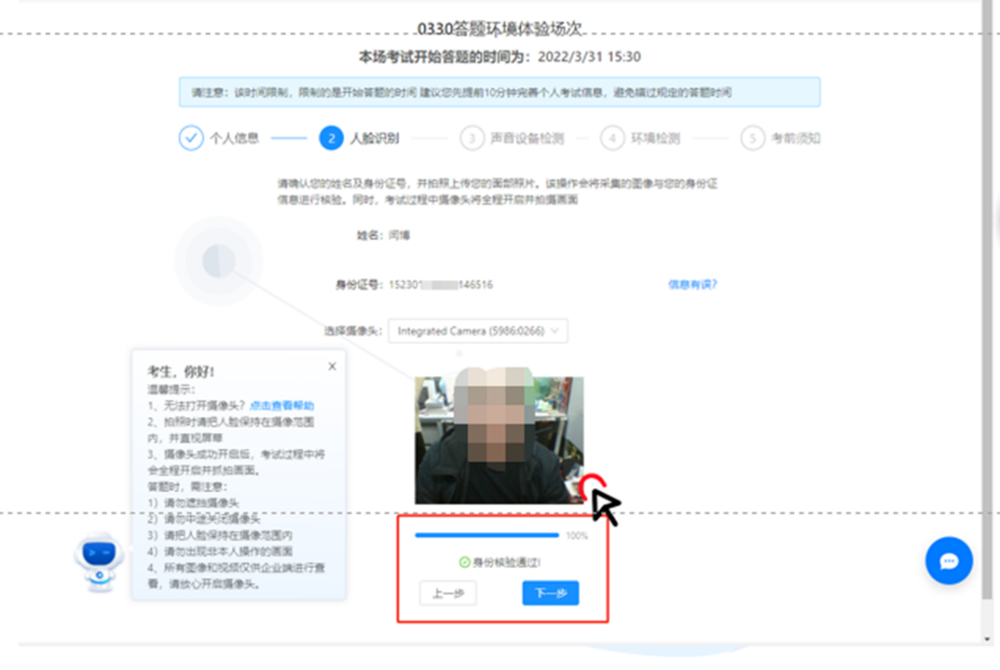 0330答题环境体验场次
本场考试开始答题的时间为：2022/3/31 15:30
请注意：该时间限制，限制的是开始答题的时间 建议您先提前10分钟完善个人考试信息，避免错过规定的答题时间
个人信息
2 人脸识别
3 声音设备检测
4 环境检测
5 考前须知
请确认您的姓名及身份证号，并拍照上传您的面部照片。该操作会将采集的图像与您的身份证
信息进行核验。同时，考试过程中摄像头将全程开启并拍摄画面
姓名：闵博
身份证号：152301 146516
信息有误?
选择摄像头：Integrated Camera (5986:0266)
考生，你好!
X
温馨提示：
1、无法打开摄像头？点击查看帮助
2、拍照时请把人脸保持在摄像范围
内，并直视屏幕
3、摄像头成功开启后，考试过程中将
会全程开启并抓拍画面。
答题时，需注意：
1）请勿遮挡摄像头
2）请勿中途关闭摄像头
3）请把人脸保持在摄像范围内
4）请勿出现非本人操作的画面
4、所有图像和视频仅供企业端进行查
看，请放心开启摄像头。
100%
身份核验通过!
上一步
下一步